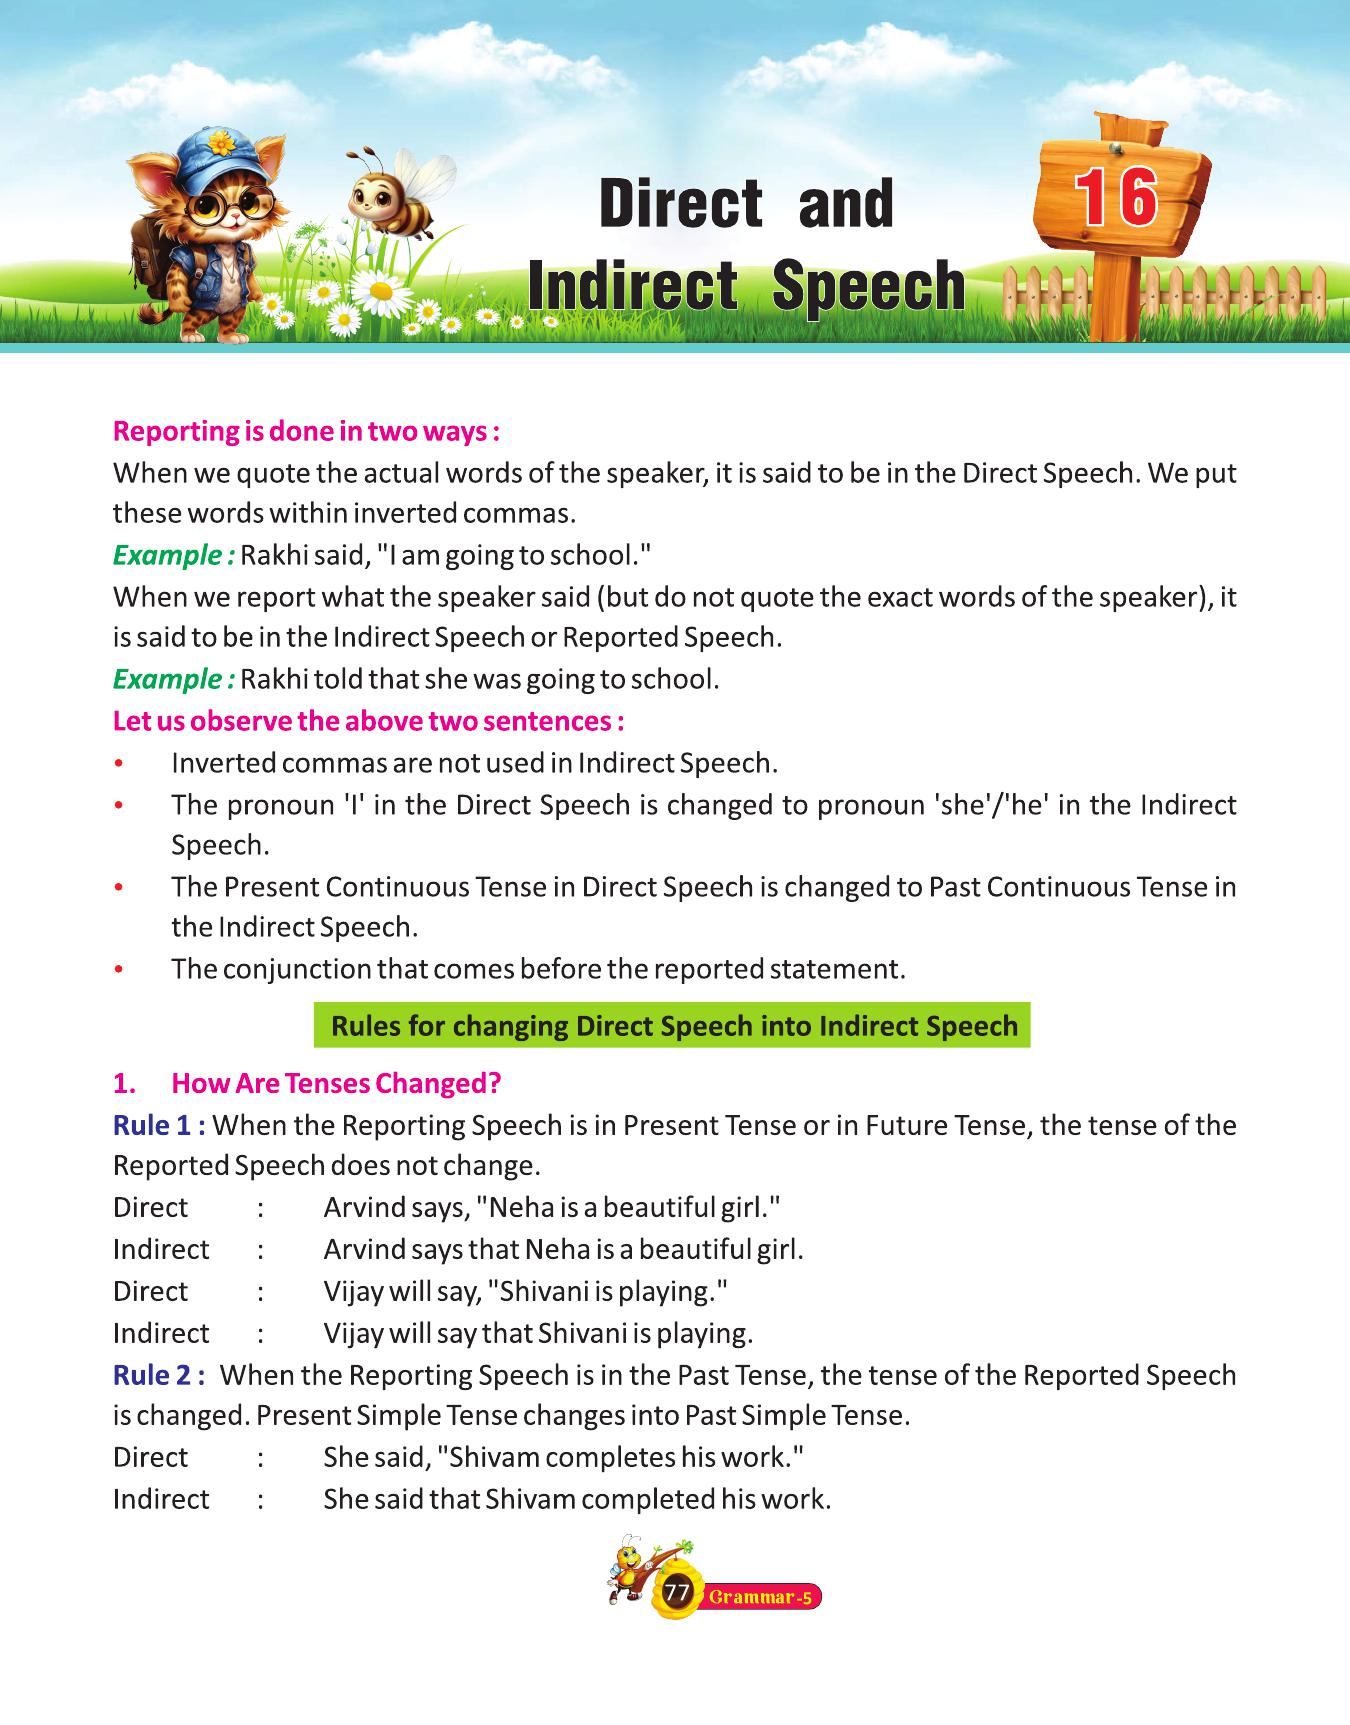 Direct and
Indirect Speech
16
Reporting is done in two ways :
When we quote the actual words of the speaker, it is said to be in the Direct Speech. We put
these words within inverted commas.
Example : Rakhi said, "I am going to school."
When we report what the speaker said (but do not quote the exact words of the speaker), it
is said to be in the Indirect Speech or Reported Speech.
Example : Rakhi told that she was going to school.
Let us observe the above two sentences :
• Inverted commas are not used in Indirect Speech.
• The pronoun 'I' in the Direct Speech is changed to pronoun 'she'/'he' in the Indirect
Speech.
• The Present Continuous Tense in Direct Speech is changed to Past Continuous Tense in
the Indirect Speech.
• The conjunction that comes before the reported statement.
Rules for changing Direct Speech into Indirect Speech
1. How Are Tenses Changed?
Rule 1 : When the Reporting Speech is in Present Tense or in Future Tense, the tense of the
Reported Speech does not change.
Direct : Arvind says, "Neha is a beautiful girl."
Indirect : Arvind says that Neha is a beautiful girl.
Direct : Vijay will say, "Shivani is playing."
Indirect : Vijay will say that Shivani is playing.
Rule 2 : When the Reporting Speech is in the Past Tense, the tense of the Reported Speech
is changed. Present Simple Tense changes into Past Simple Tense.
Direct : She said, "Shivam completes his work."
Indirect : She said that Shivam completed his work.
77 Grammar-5